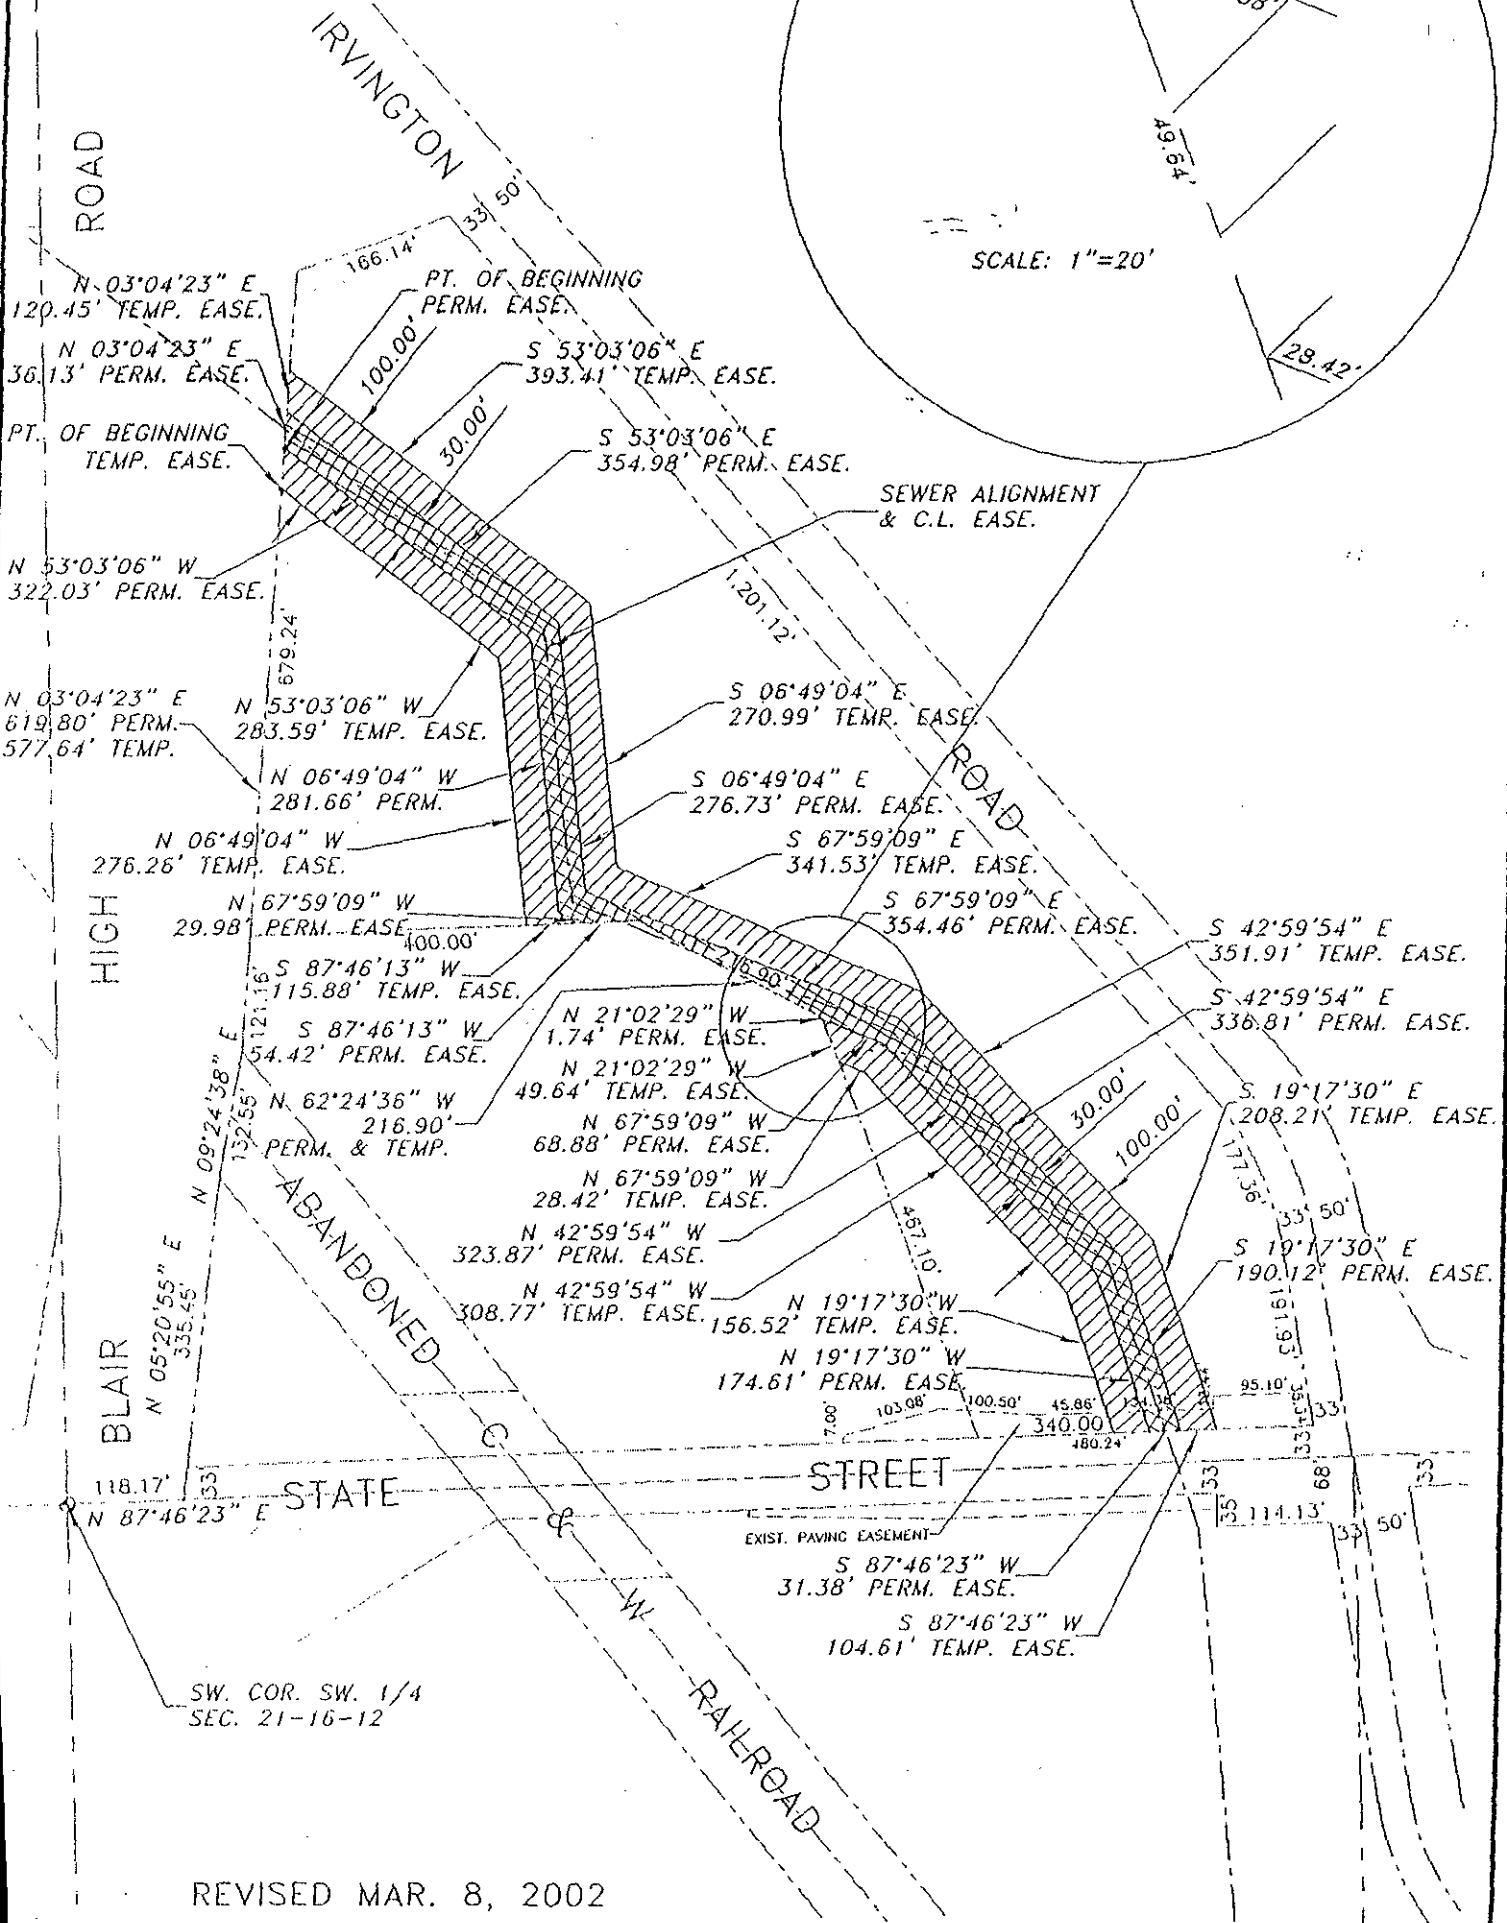 IRVINGTON
ROAD
33'
50'
166.14'
49.64'
SCALE: 1"=20'
28.42'
N 03°04'23" E
120.45' TEMP. EASE.
PT. OF BEGINNING
PERM. EASE.
100.00'
N 03°04'23" E
36.13' PERM. EASE.
S 53°03'06" E
393.41' TEMP. EASE.
30.00'
PT. OF BEGINNING
TEMP. EASE.
S 53°03'06" E
354.98' PERM. EASE.
SEWER ALIGNMENT
& C.L. EASE.
N 53°03'06" W
322.03' PERM. EASE.
1,201.12'
679.24'
N 03°04'23" E
619.80' PERM.
577.64' TEMP.
N 53°03'06" W
283.59' TEMP. EASE.
S 06°49'04" E
270.99' TEMP. EASE.
ROAD
N 06°49'04" W
281.66' PERM.
S 06°49'04" E
276.73' PERM. EASE.
N 06°49'04" W
276.26' TEMP. EASE.
S 67°59'09" E
341.53' TEMP. EASE.
HIGH
N 67°59'09" W
29.98' PERM. EASE
400.00'
S 67°59'09" E
354.46' PERM. EASE.
S 42°59'54" E
351.91' TEMP. EASE.
S 87°46'13" W
115.88' TEMP. EASE.
216.90'
S 42°59'54" E
336.81' PERM. EASE.
121.16'
S 87°46'13" W
54.42' PERM. EASE.
N 21°02'29" W
1.74' PERM. EASE.
N 21°02'29" W
49.64' TEMP. EASE.
N 09°24'38" E
132.55'
N 62°24'36" W
216.90'
PERM. & TEMP.
N 67°59'09" W
68.88' PERM. EASE.
30.00'
100.00'
S 19°17'30" E
208.21' TEMP. EASE.
N 67°59'09" W
28.42' TEMP. EASE.
177.36'
33' 50'
ABANDONED
467.10'
N 42°59'54" W
323.87' PERM. EASE.
S 19°17'30" E
190.12' PERM. EASE.
N 05°20'55" E
335.45'
N 42°59'54" W
308.77' TEMP. EASE.
N 19°17'30" W
156.52' TEMP. EASE.
191.93'
BLAIR
N 19°17'30" W
174.61' PERM. EASE.
7.00'
103.08'
100.50'
45.86'
95.10'
340.00
480.24'
33'
33'
118.17'
33'
STATE
STREET
33'
68'
33'
N 87°46'23" E
C
&
W
RAILROAD
EXIST. PAVING EASEMENT
35
114.13'
33'
50'
S 87°46'23" W
31.38' PERM. EASE.
S 87°46'23" W
104.61' TEMP. EASE.
SW. COR. SW. 1/4
SEC. 21-16-12
REVISED MAR. 8, 2002